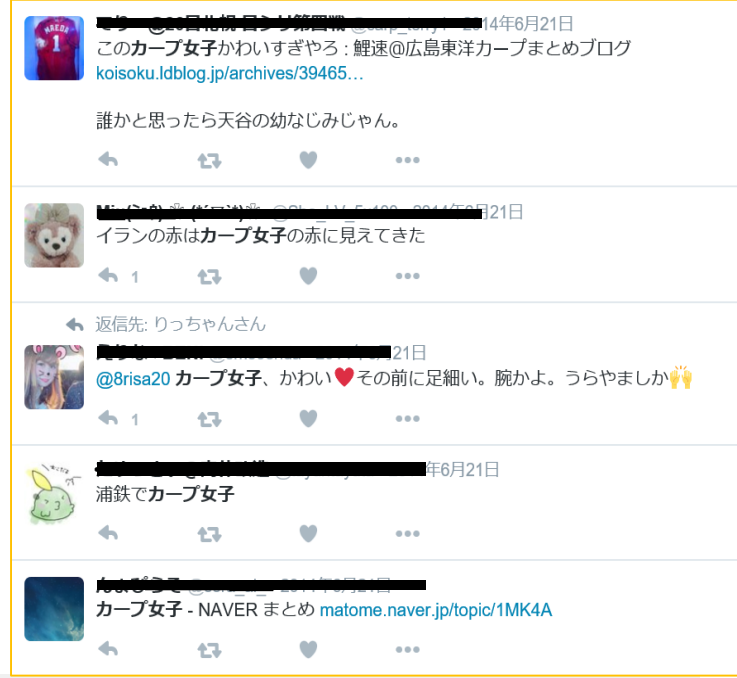 2014年6月21日
このカープ女子かわいすぎやろ : 鯉速@広島東洋カープまとめブログ
koisoku.ldblog.jp/archives/39465…
誰かと思ったら天谷の幼なじみじゃん。
月21日
イランの赤はカープ女子の赤に見えてきた
1
返信先: りっちゃんさん
21日
@8risa20 カープ女子、かわい❤その前に足細い。腕かよ。うらやましか🙌
1
年6月21日
浦鉄でカープ女子
カープ女子 - NAVER まとめ matome.naver.jp/topic/1MK4A